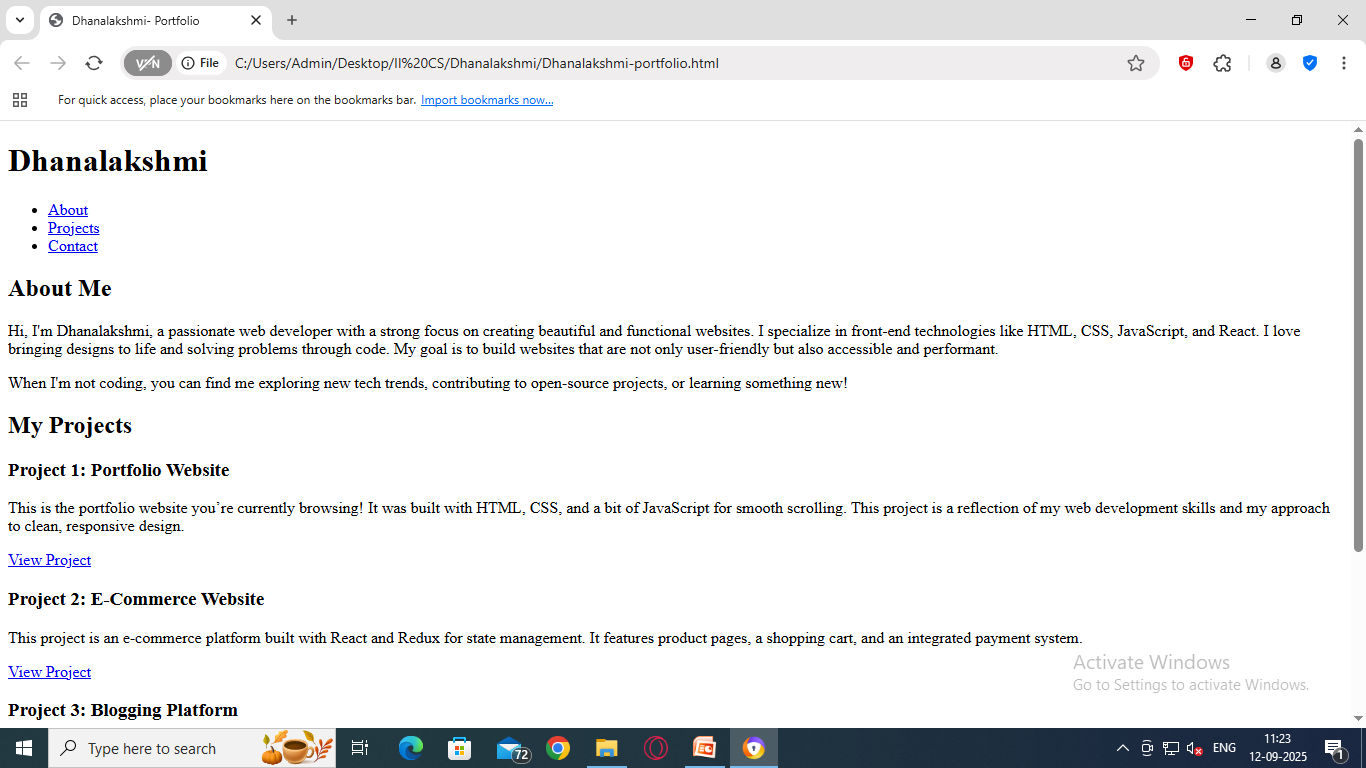 Dhanalakshmi- Portfolio
VPN
File
C:/Users/Admin/Desktop/II%20CS/Dhanalakshmi/Dhanalakshmi-portfolio.html
For quick access, place your bookmarks here on the bookmarks bar. Import bookmarks now...
Dhanalakshmi
• About
• Projects
• Contact
About Me
Hi, I'm Dhanalakshmi, a passionate web developer with a strong focus on creating beautiful and functional websites. I specialize in front-end technologies like HTML, CSS, JavaScript, and React. I love
bringing designs to life and solving problems through code. My goal is to build websites that are not only user-friendly but also accessible and performant.
When I'm not coding, you can find me exploring new tech trends, contributing to open-source projects, or learning something new!
My Projects
Project 1: Portfolio Website
This is the portfolio website you’re currently browsing! It was built with HTML, CSS, and a bit of JavaScript for smooth scrolling. This project is a reflection of my web development skills and my approach
to clean, responsive design.
View Project
Project 2: E-Commerce Website
This project is an e-commerce platform built with React and Redux for state management. It features product pages, a shopping cart, and an integrated payment system.
View Project
Activate Windows
Go to Settings to activate Windows.
Project 3: Blogging Platform
Type here to search
72
ENG
11:23
12-09-2025
1